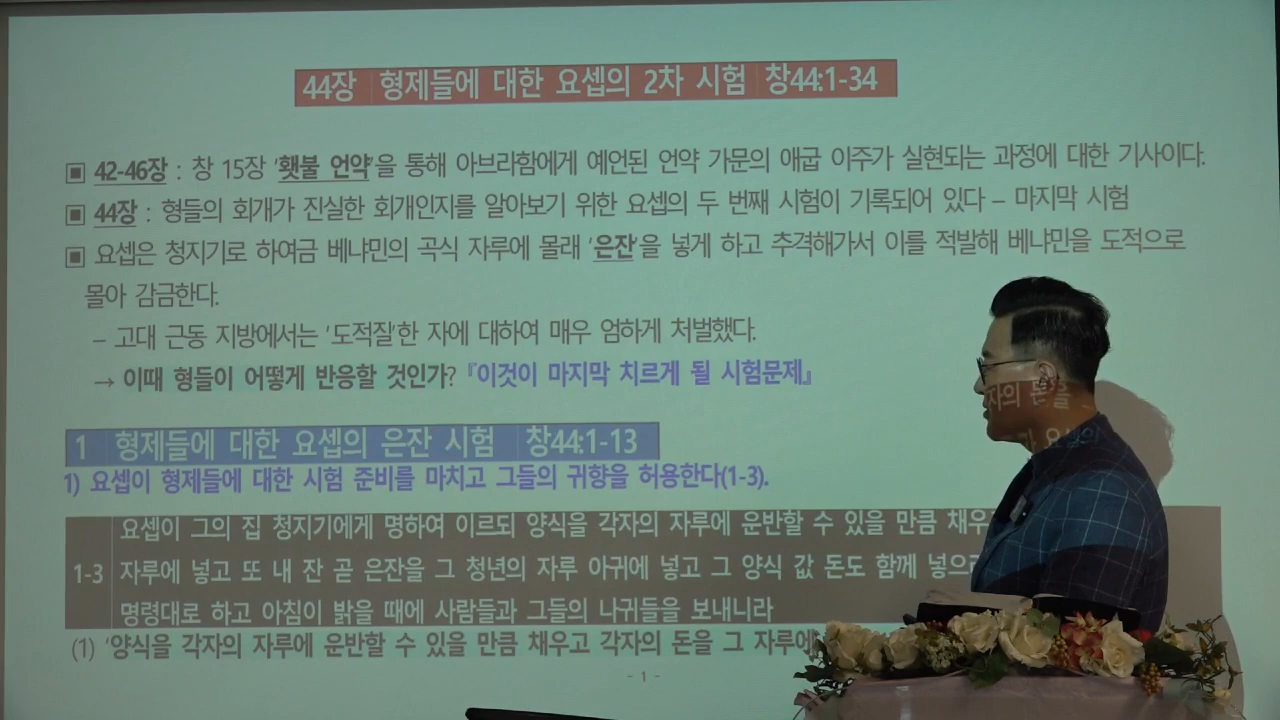 44장 형제들에 대한 요셉의 2차 시험 창44:1-34
▣ 42-46장 : 창 15장 '횃불 언약'을 통해 아브라함에게 예언된 언약 가문의 애굽 이주가 실현되는 과정에 대한 기사이다.
▣ 44장 : 형들의 회개가 진실한 회개인지를 알아보기 위한 요셉의 두 번째 시험이 기록되어 있다 – 마지막 시험
▣ 요셉은 청지기로 하여금 베냐민의 곡식 자루에 몰래 '은잔'을 넣게 하고 추격해가서 이를 적발해 베냐민을 도적으로
몰아 감금한다.
– 고대 근동 지방에서는 '도적질'한 자에 대하여 매우 엄하게 처벌했다.
→ 이때 형들이 어떻게 반응할 것인가? 『이것이 마지막 치르게 될 시험문제』
1 형제들에 대한 요셉의 은잔 시험 창44:1-13
1) 요셉이 형제들에 대한 시험 준비를 마치고 그들의 귀향을 허용한다(1-3).
요셉이 그의 집 청지기에게 명하여 이르되 양식을 각자의 자루에 운반할 수 있을 만큼 채우
1-3 자루에 넣고 또 내 잔 곧 은잔을 그 청년의 자루 아귀에 넣고 그 양식 값 돈도 함께 넣으
명령대로 하고 아침이 밝을 때에 사람들과 그들의 나귀들을 보내니라
(1) '양식을 각자의 자루에 운반할 수 있을 만큼 채우고 각자의 돈을 그 자루에
- 1 -